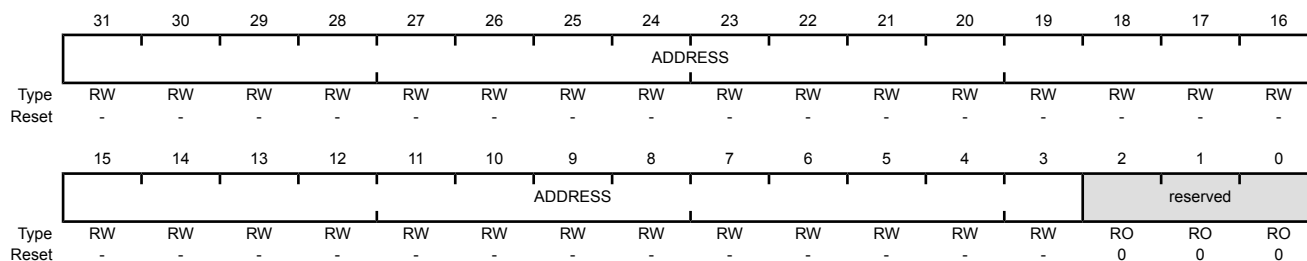 31 30 29 28 27 26 25 24 23 22 21 20 19 18 17 16
ADDRESS
Type RW RW RW RW RW RW RW RW RW RW RW RW RW RW RW RW
Reset - - - - - - - - - - - - - - - -
15 14 13 12 11 10 9 8 7 6 5 4 3 2 1 0
ADDRESS reserved
Type RW RW RW RW RW RW RW RW RW RW RW RW RW RO RO RO
Reset - - - - - - - - - - - - - 0 0 0